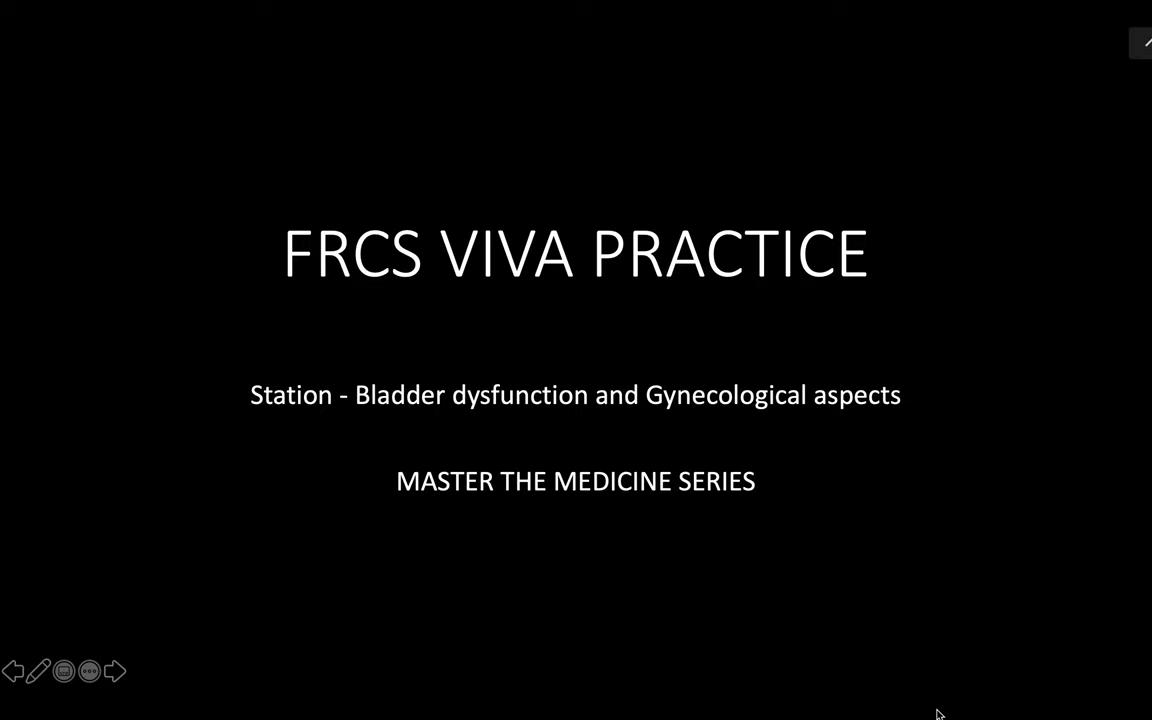 FRCS VIVA PRACTICE
Station - Bladder dysfunction and Gynecological aspects
MASTER THE MEDICINE SERIES